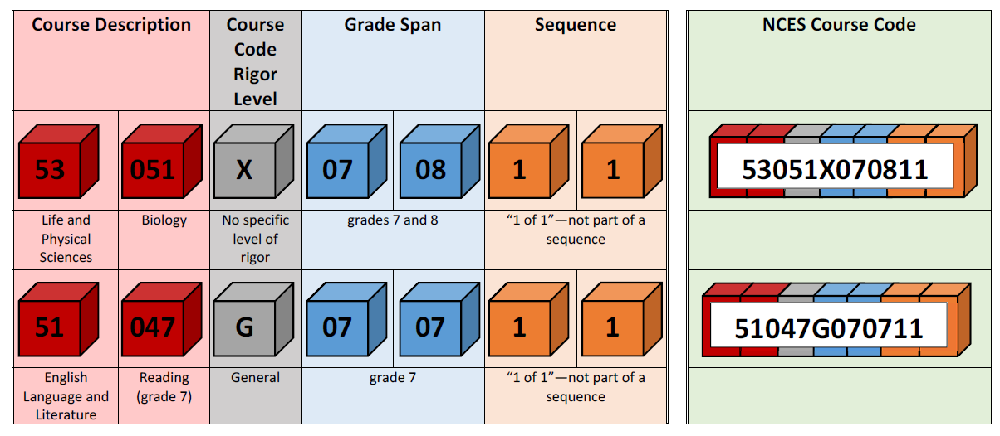 Course Description
Course
Code
Rigor
Level
Grade Span
Sequence
NCES Course Code
53
051
X
07
08
1
1
53051X070811
Life and
Physical
Sciences
Biology
No specific
level of
rigor
grades 7 and 8
“1 of 1”—not part of a
sequence
51
047
G
07
07
1
1
51047G070711
English
Language and
Literature
Reading
(grade 7)
General
grade 7
“1 of 1”—not part of a
sequence